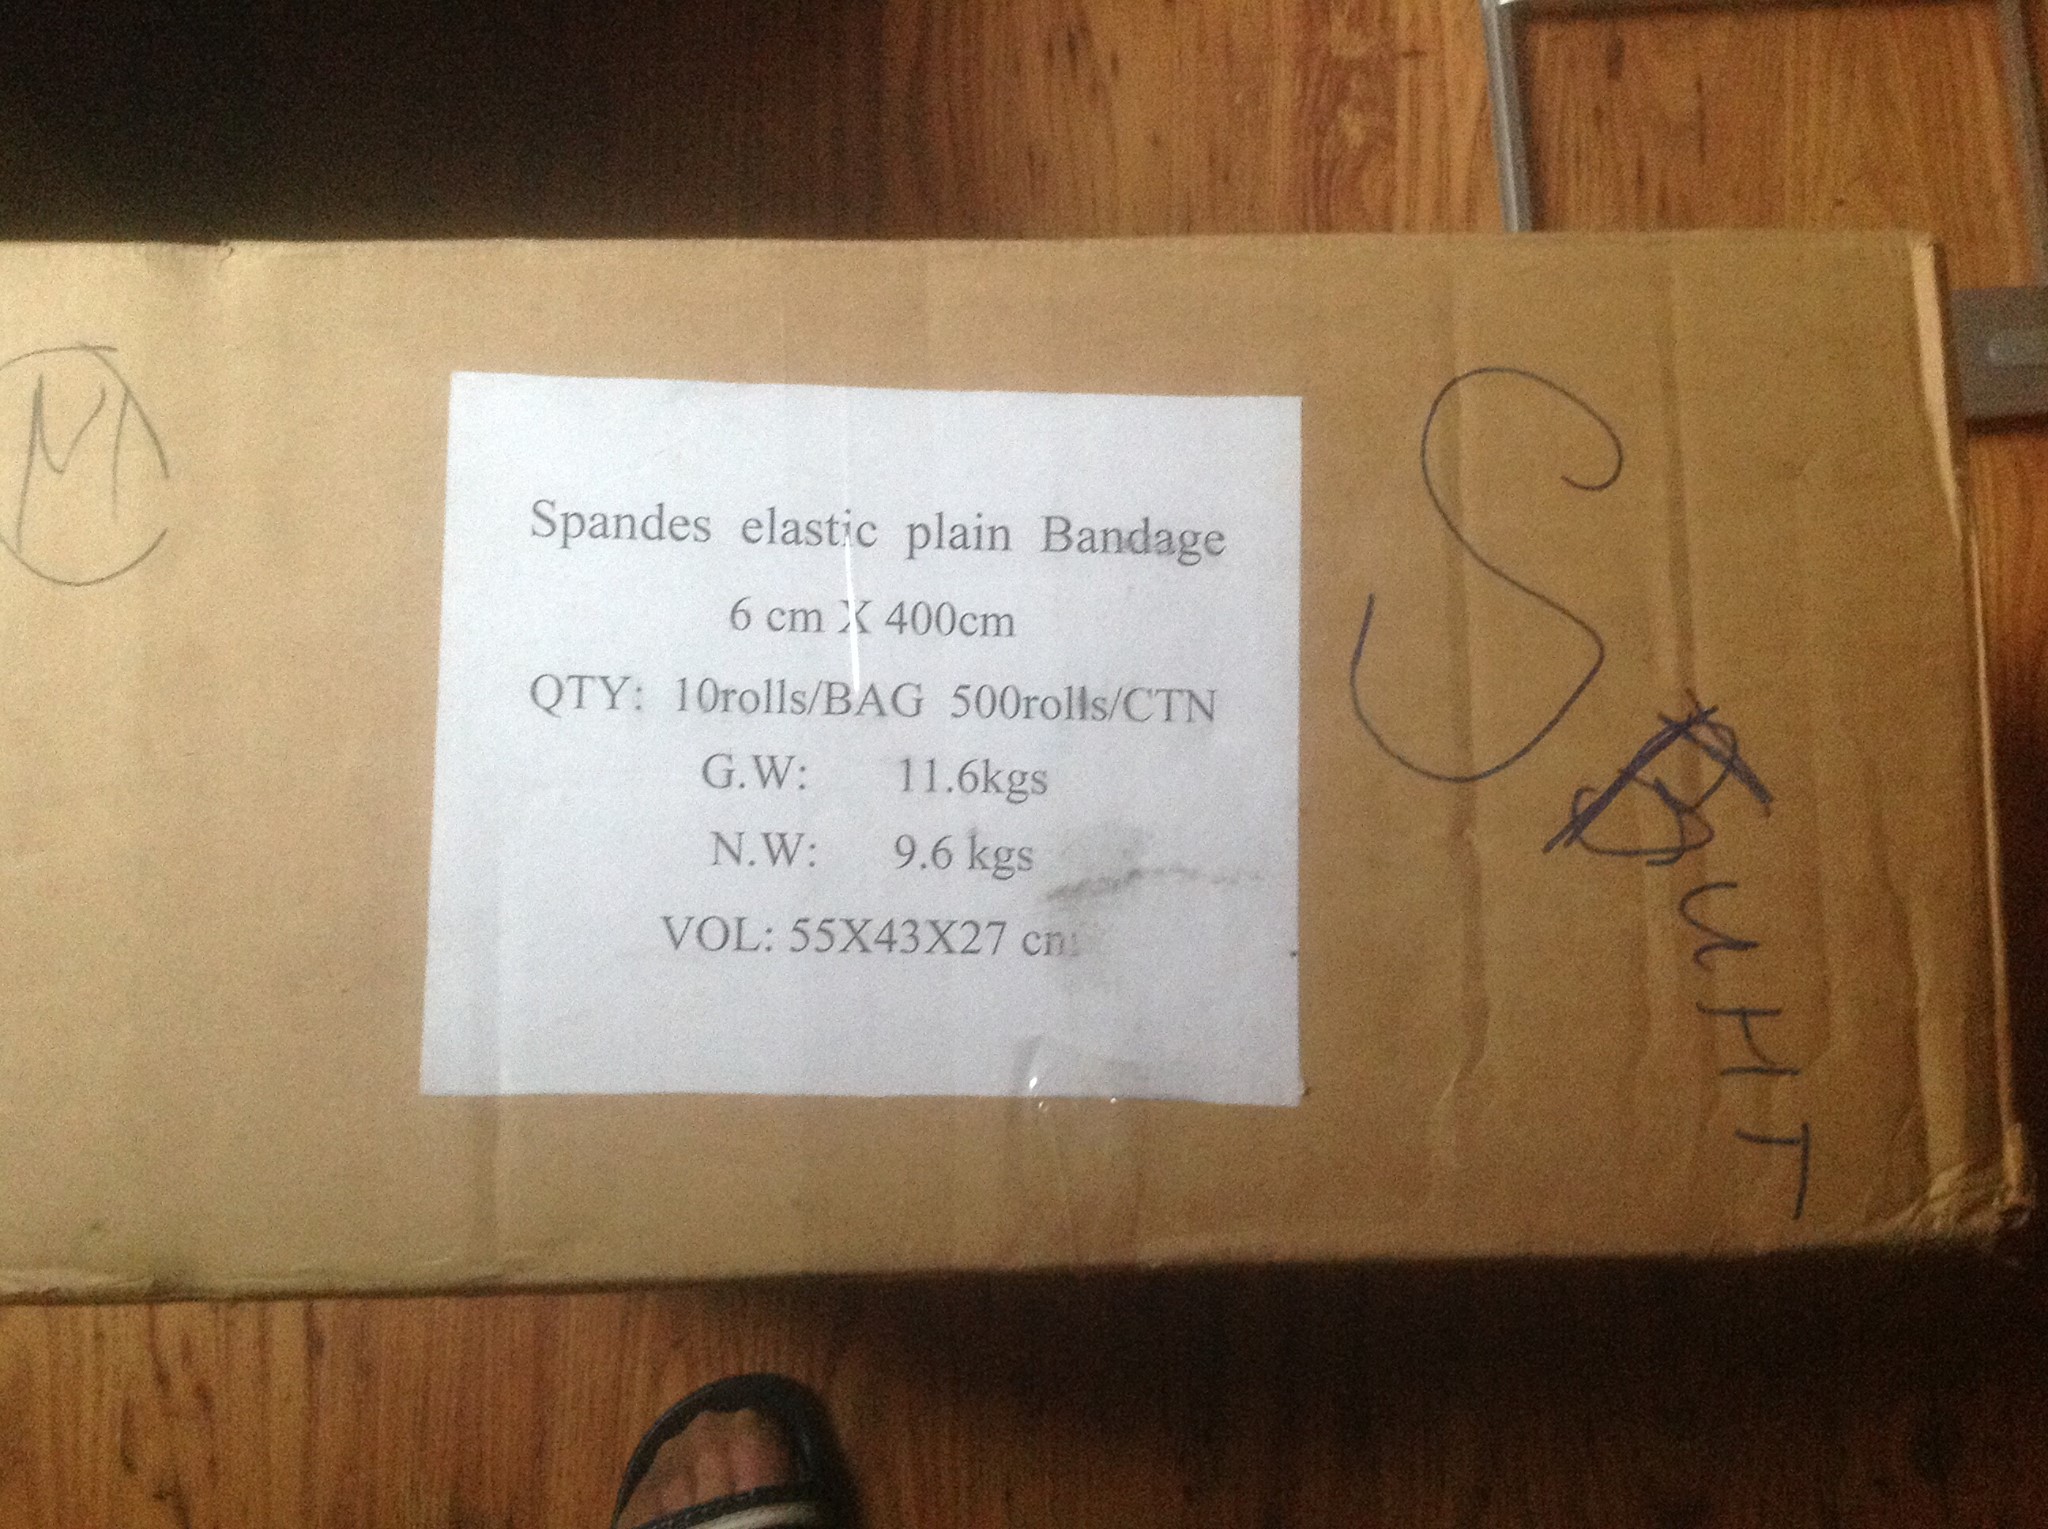 M
Spandes elastic plain Bandage
6 cm X 400cm
QTY: 10rolls/BAG 500rolls/CTN
G.W: 11.6kgs
N.W: 9.6 kgs
VOL: 55X43X27 cm
S